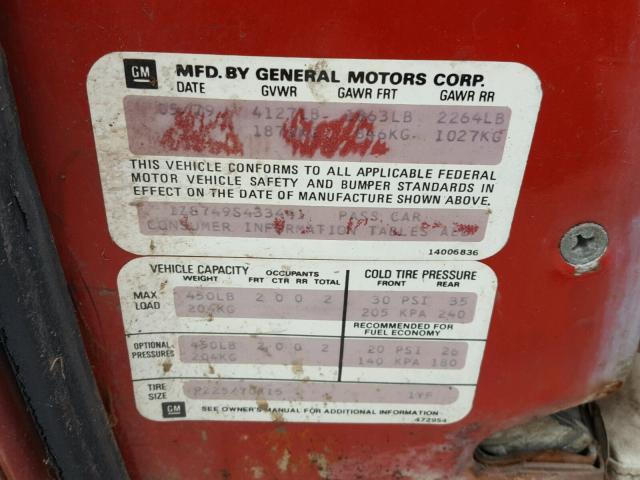 GM MFD. BY GENERAL MOTORS CORP.
DATE GVWR GAWR FRT GAWR RR
4127LB 2264LB
1027KG
THIS VEHICLE CONFORMS TO ALL APPLICABLE FEDERAL
MOTOR VEHICLE SAFETY AND BUMPER STANDARDS IN
EFFECT ON THE DATE OF MANUFACTURE SHOWN ABOVE.
PASS CAR
CONSUMER INFORMATION TABLES
14006836
VEHICLE CAPACITY OCCUPANTS COLD TIRE PRESSURE
WEIGHT FRT CTR RR TOTAL FRONT REAR
MAX LOAD 450LB 2 0 0 2 30 PSI 35
204KG 205 KPA 240
RECOMMENDED FOR
FUEL ECONOMY
OPTIONAL PRESSURES 450LB 2 0 0 2 20 PSI 26
204KG 140 KPA 180
TIRE SIZE P225/70R15 1YF
GM SEE OWNER'S MANUAL FOR ADDITIONAL INFORMATION
472954